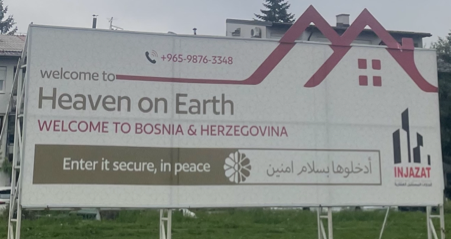 +965-9876-3348
welcome to
Heaven on Earth
WELCOME TO BOSNIA & HERZEGOVINA
Enter it secure, in peace
أدخلوها بسلام امنين
INJAZAT